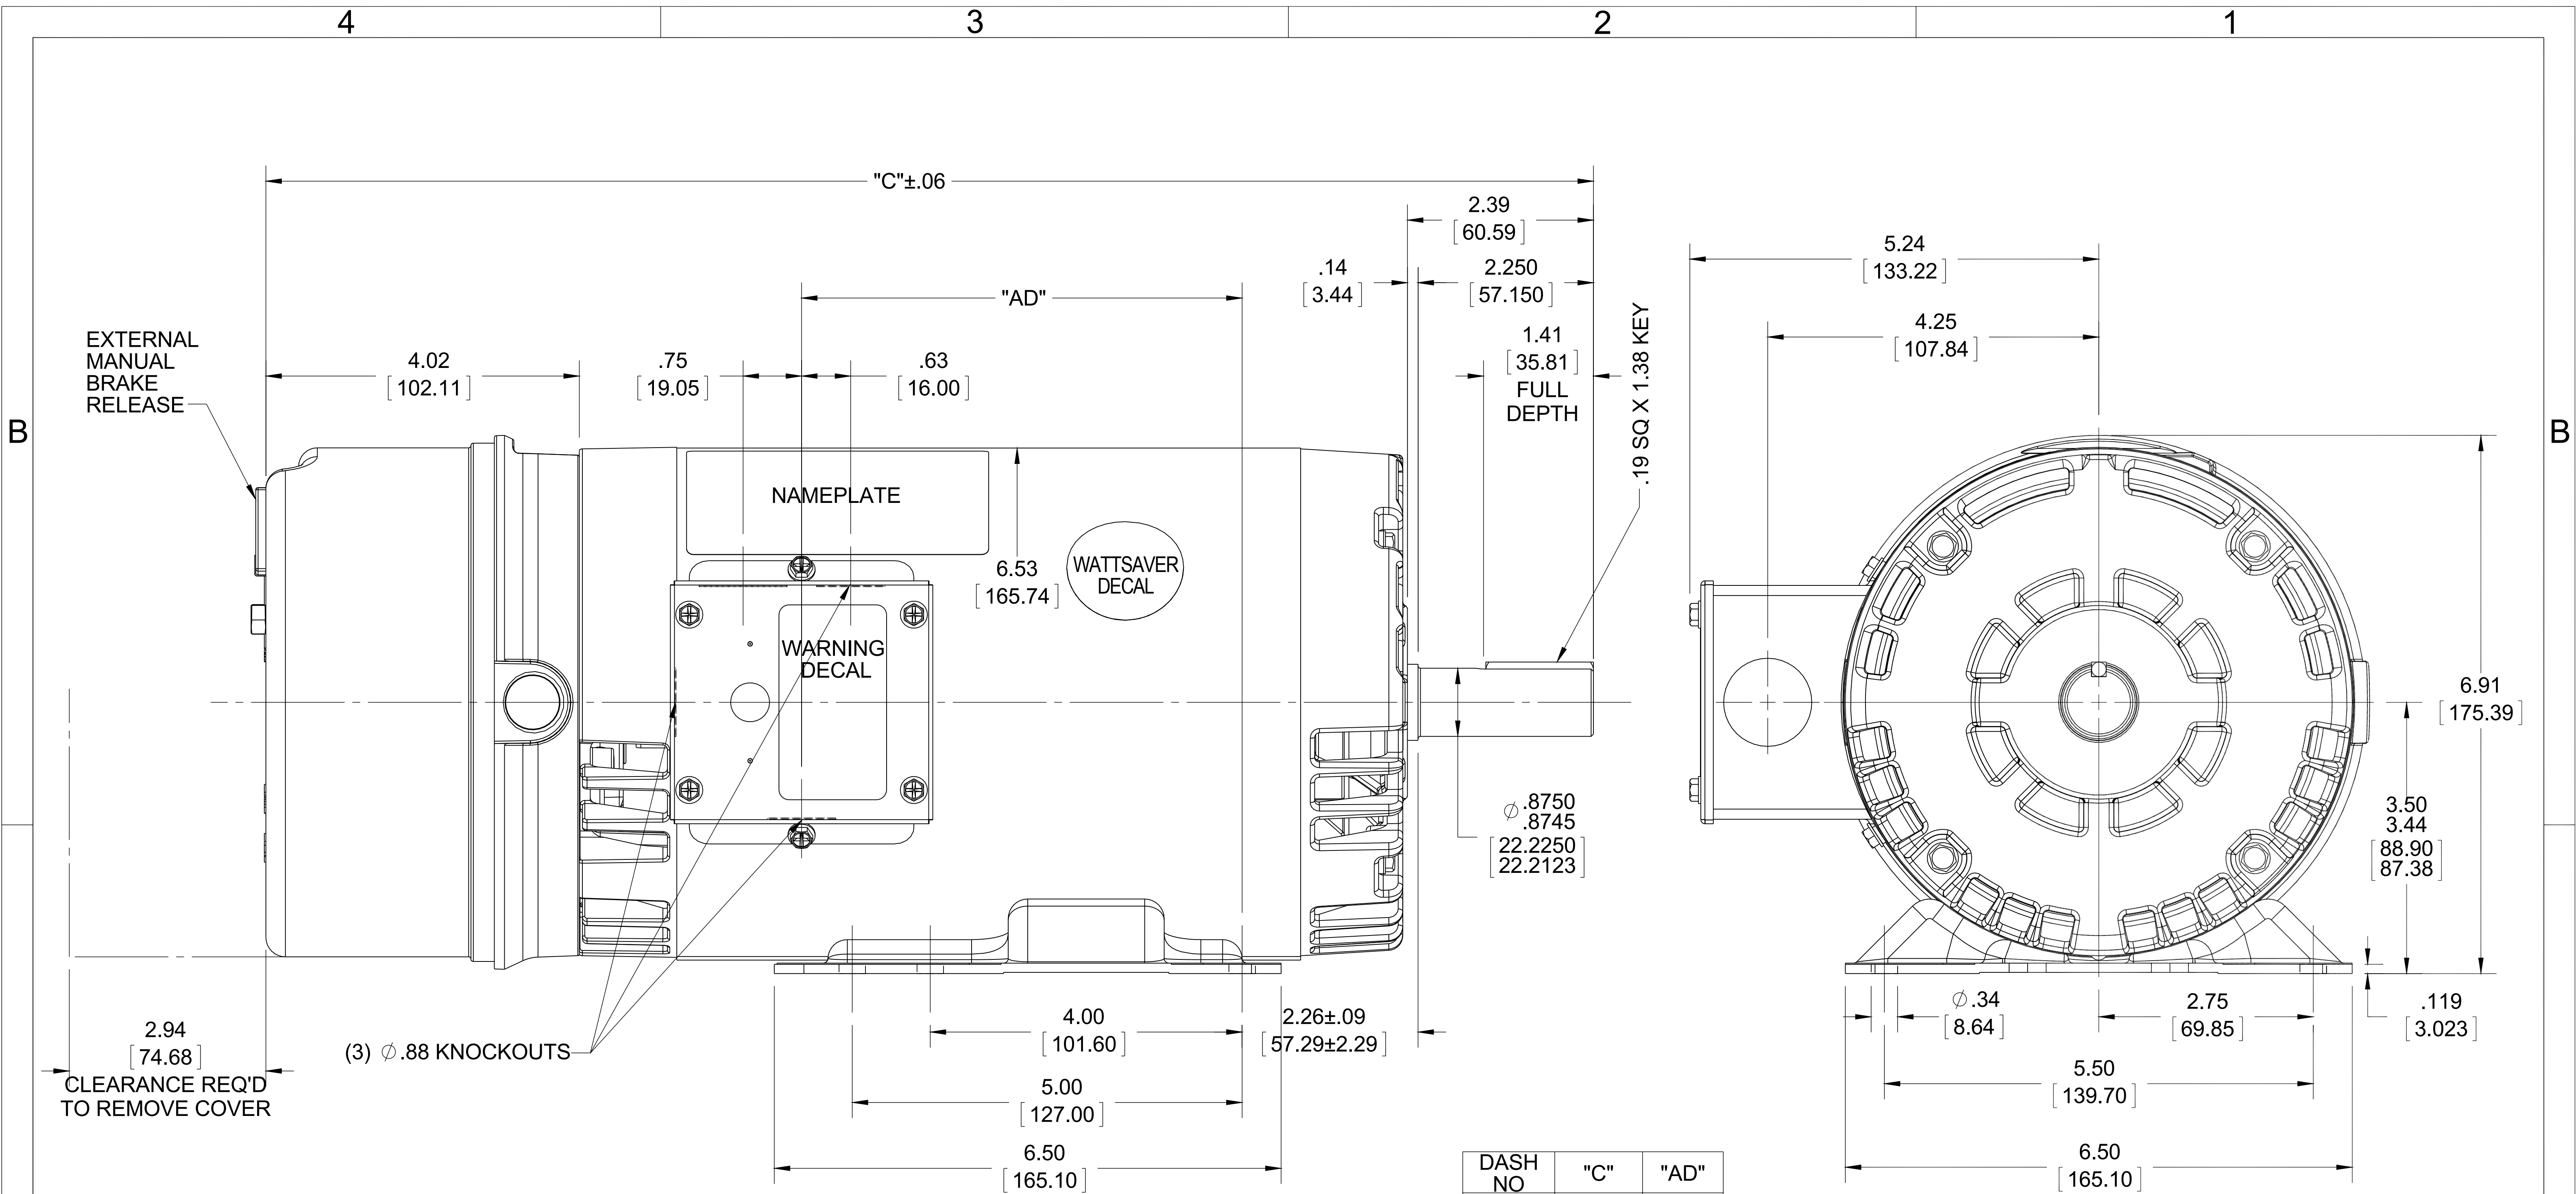 4
3
2
1
B
B
"C"±.06
2.39
[60.59]
.14
[3.44]
2.250
[57.150]
"AD"
1.41
[35.81]
FULL
DEPTH
.19 SQ X 1.38 KEY
EXTERNAL
MANUAL
BRAKE
RELEASE
4.02
[102.11]
.75
[19.05]
.63
[16.00]
NAMEPLATE
6.53
[165.74]
WATTSAVER
DECAL
WARNING
DECAL
⌀ .8750
.8745
[22.2250]
[22.2123]
2.94
[74.68]
CLEARANCE REQ'D
TO REMOVE COVER
(3) ⌀.88 KNOCKOUTS
4.00
[101.60]
2.26±.09
[57.29±2.29]
5.00
[127.00]
6.50
[165.10]
5.24
[133.22]
4.25
[107.84]
6.91
[175.39]
3.50
3.44
[88.90]
[87.38]
⌀.34
[8.64]
2.75
[69.85]
.119
[3.023]
5.50
[139.70]
6.50
[165.10]
DASH
NO
"C"
"AD"